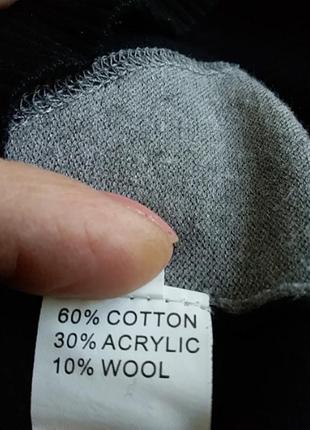 60% COTTON
30% ACRYLIC
10% WOOL